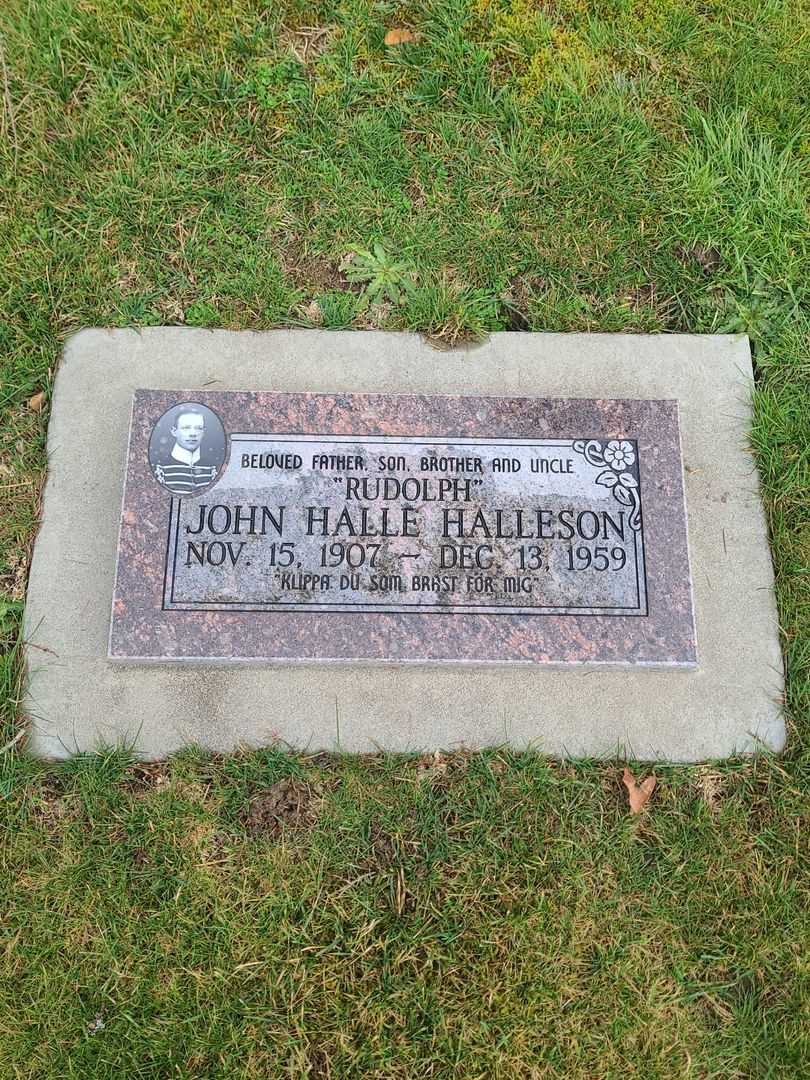 BELOVED FATHER, SON, BROTHER AND UNCLE
"RUDOLPH"
JOHN HALLE HALLESON
NOV. 15, 1907 – DEC. 13, 1959
"KLIPPA DU SOM BRAST FÖR MIG"